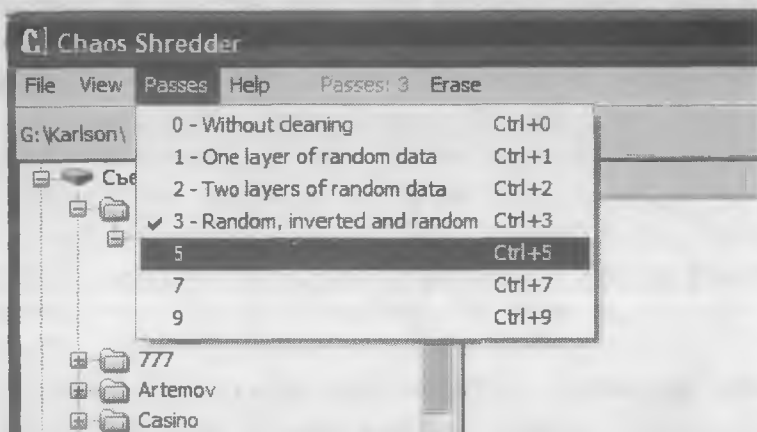 Chaos Shredder
File View Passes Help Passes: 3 Erase
G:\Karlson\
0 - Without cleaning Ctrl+0
1 - One layer of random data Ctrl+1
2 - Two layers of random data Ctrl+2
3 - Random, inverted and random Ctrl+3
5 Ctrl+5
7 Ctrl+7
9 Ctrl+9
Съе
777
Artemov
Casino